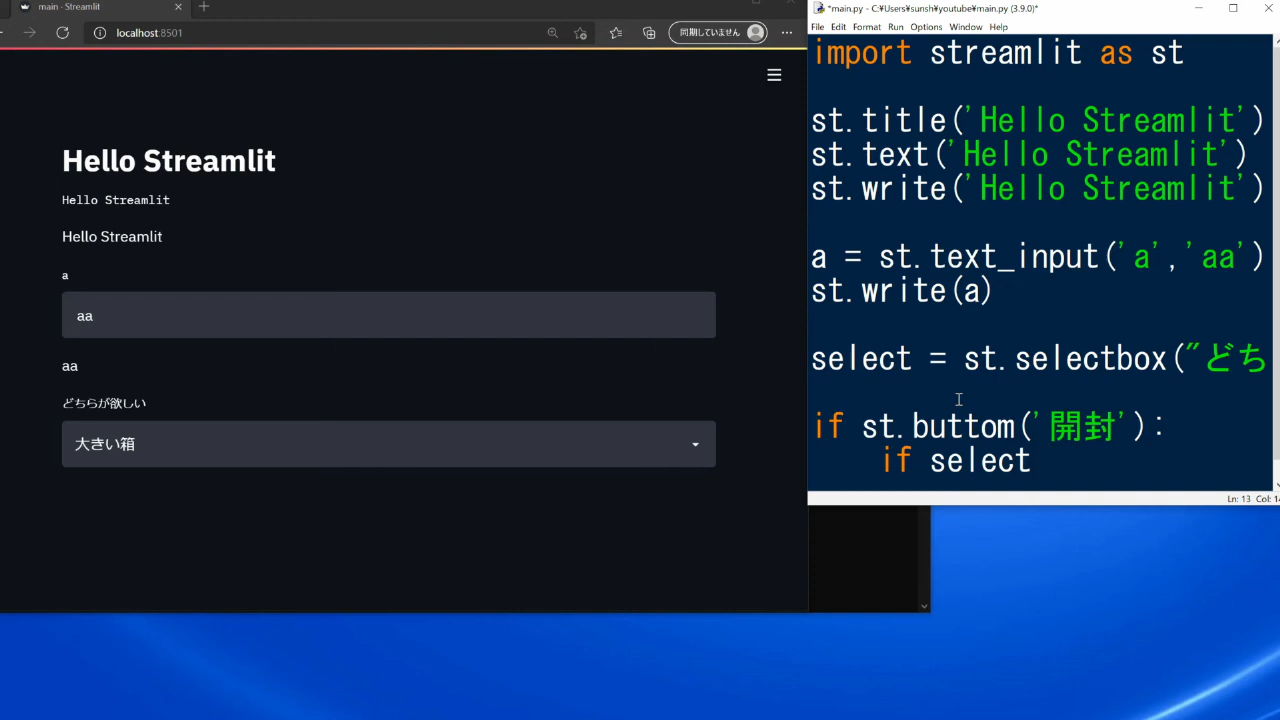 main · Streamlit
localhost:8501
同期していません
Hello Streamlit
Hello Streamlit
Hello Streamlit
a
aa
aa
どちらが欲しい
大きい箱
*main.py - C:¥Users¥sunsh¥youtube¥main.py (3.9.0)*
File Edit Format Run Options Window Help
import streamlit as st
st.title('Hello Streamlit')
st.text('Hello Streamlit')
st.write('Hello Streamlit')
a = st.text_input('a','aa')
st.write(a)
select = st.selectbox("どち
if st.buttom('開封'):
if select
Ln: 13 Col: 14